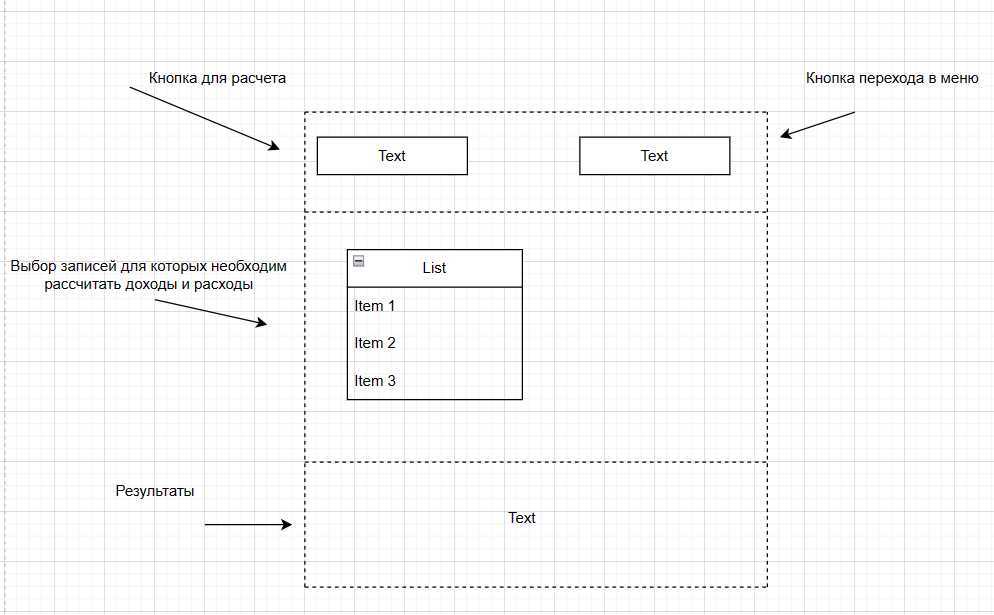 Кнопка для расчета
Кнопка перехода в меню
Text
Text
Выбор записей для которых необходим
рассчитать доходы и расходы
List
Item 1
Item 2
Item 3
Результаты
Text